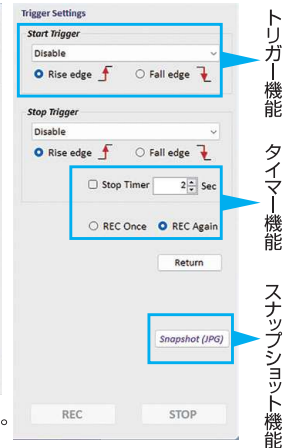 Trigger Settings
Start Trigger
Disable
Rise edge
Fall edge
Stop Trigger
Disable
Rise edge
Fall edge
Stop Timer 2 Sec
REC Once
REC Again
Return
Snapshot (JPG)
REC
STOP
トリガー機能
タイマー機能
スナップショット機能
。